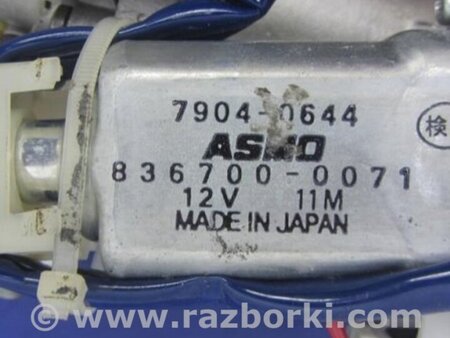 7904-0644
ASMO
検
836700-0071
12V 11M
MADE IN JAPAN
© www.razborki.com